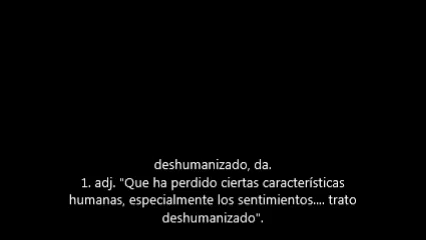 deshumanizado, da.
1. adj. "Que ha perdido ciertas características
humanas, especialmente los sentimientos.... trato
deshumanizado".